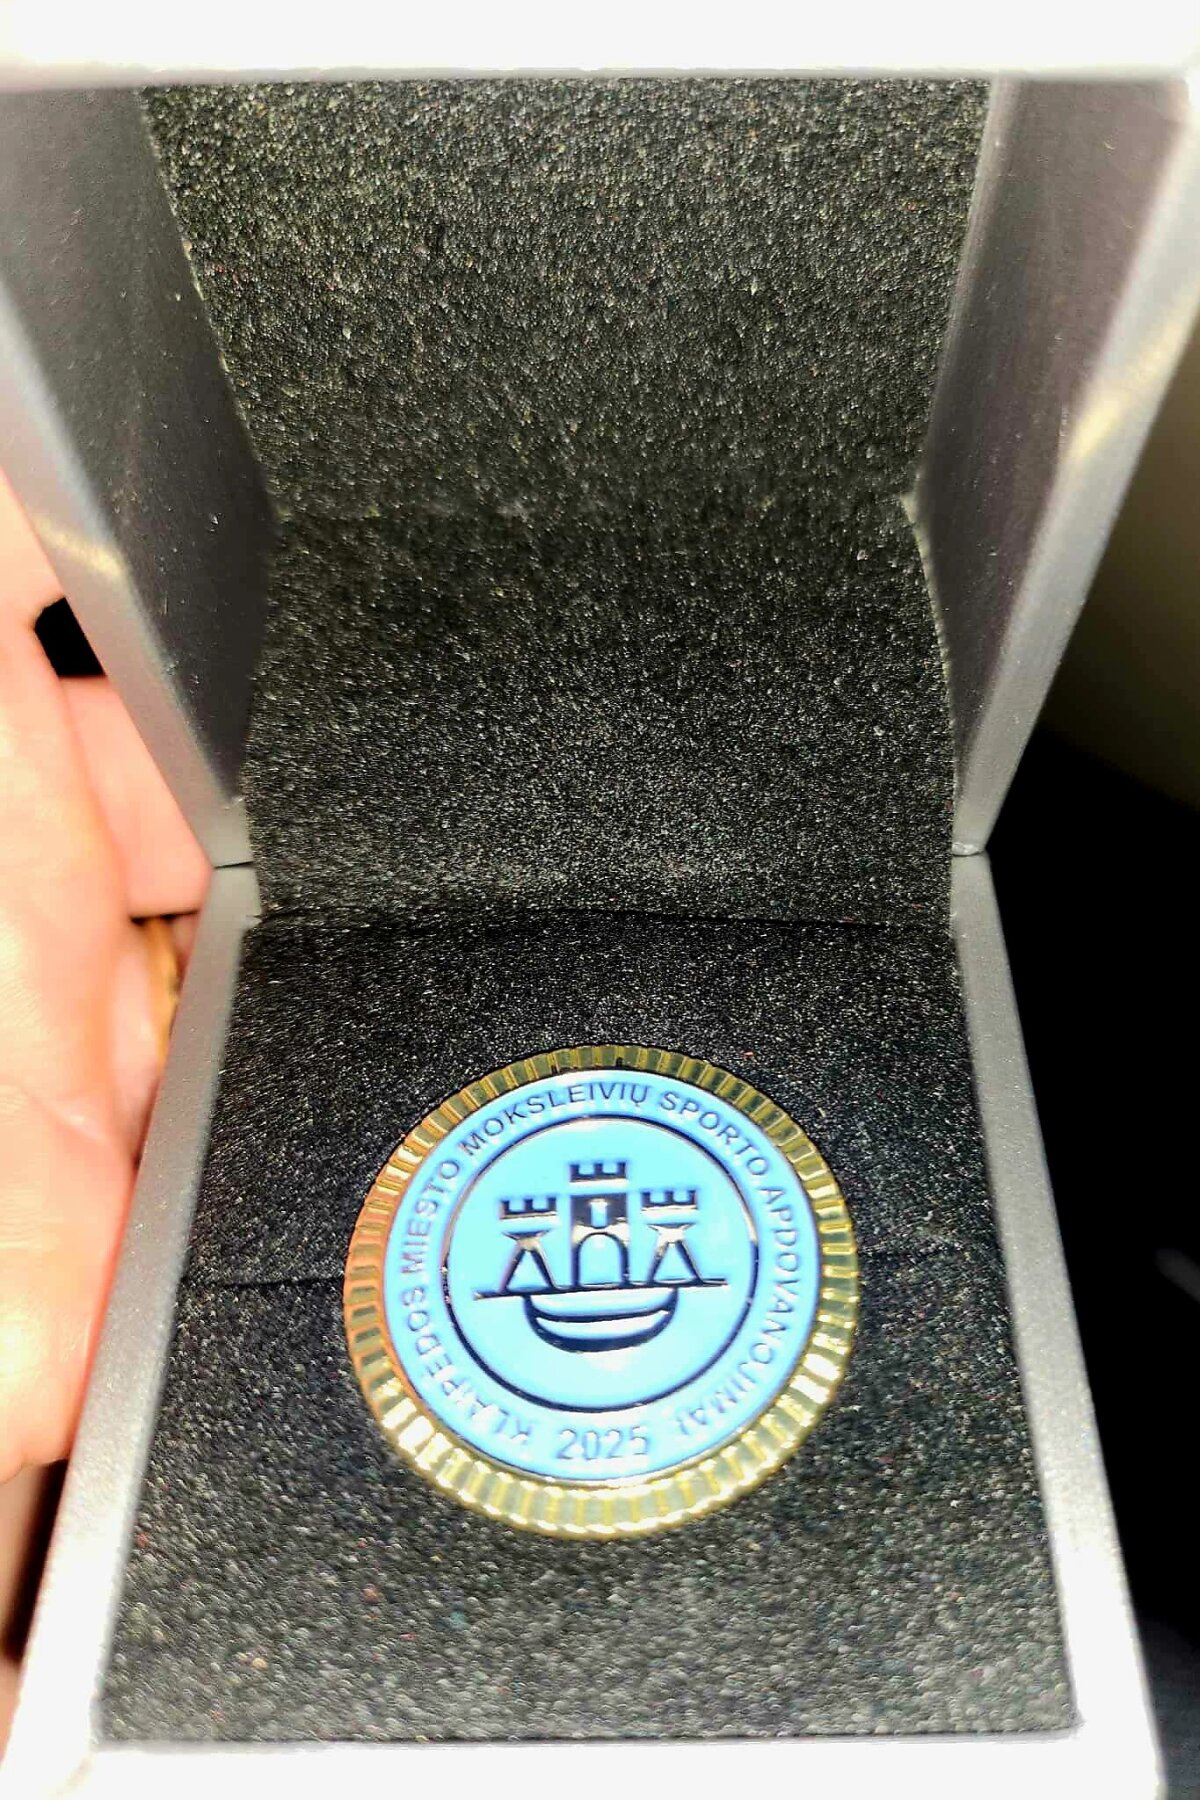 KLAIPĖDOS MIESTO MOKSLEIVIŲ SPORTO APDOVANOJIMAI
2025